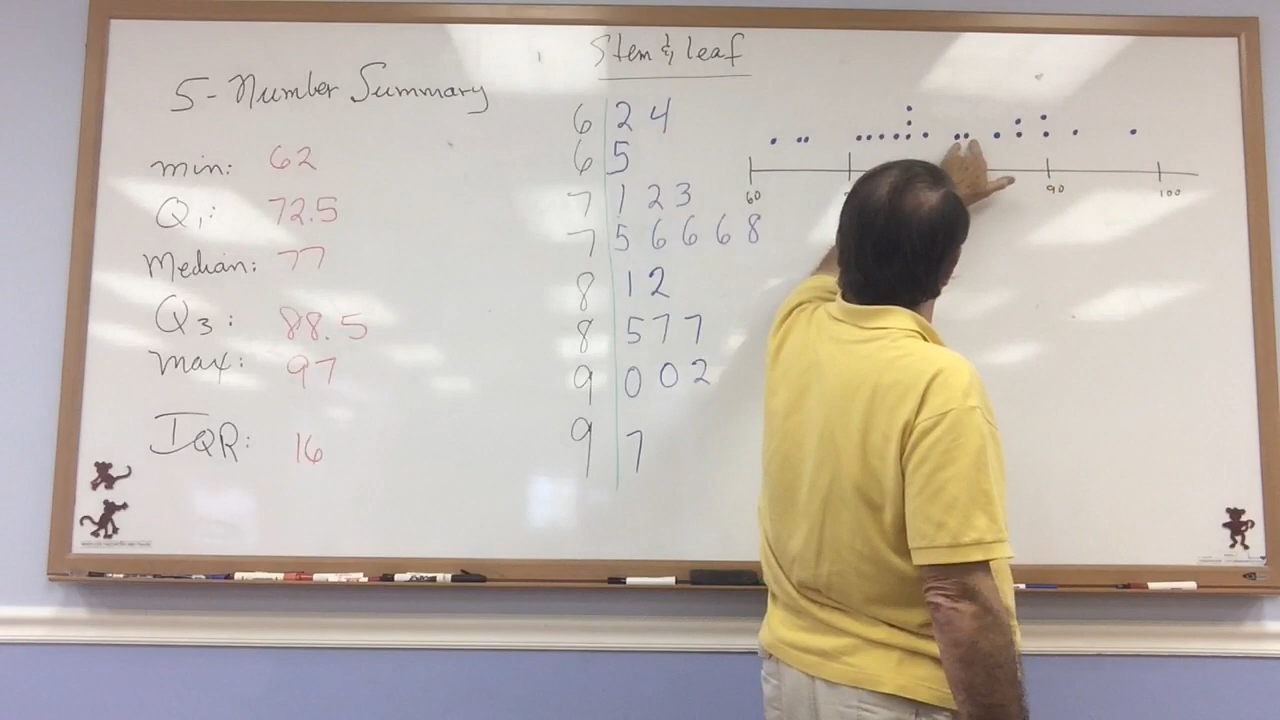 5-Number Summary
min: 62
Q1: 72.5
Median: 77
Q3: 88.5
max: 97
IQR: 16
Stem & leaf
6 2 4
6 5
7 1 2 3
7 5 6 6 6 8
8 1 2
8 5 7 7
9 0 0 2
9 7
60 90 100